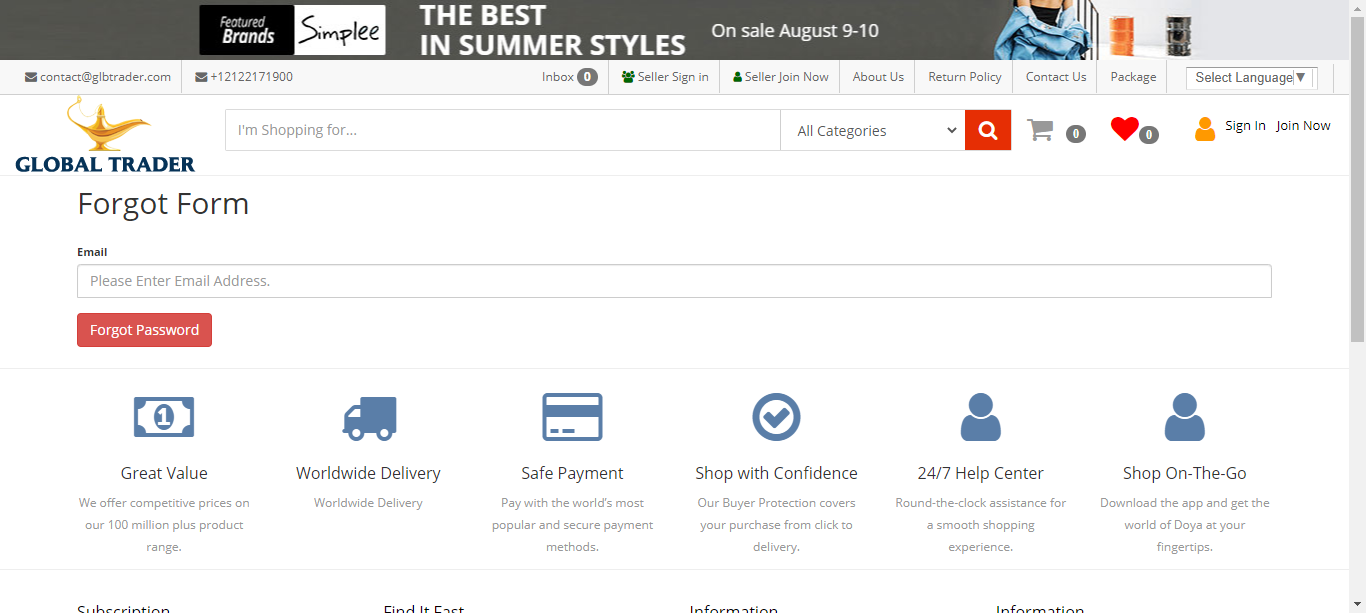 Featured
Brands
Simplee
THE BEST
IN SUMMER STYLES
On sale August 9-10
contact@glbtrader.com
+12122171900
Inbox 0
Seller Sign in
Seller Join Now
About Us
Return Policy
Contact Us
Package
Select Language▼
GLOBAL TRADER
I'm Shopping for...
All Categories
0
0
Sign In
Join Now
Forgot Form
Email
Please Enter Email Address.
Forgot Password
1
Great Value
We offer competitive prices on
our 100 million plus product
range.
Worldwide Delivery
Worldwide Delivery
Safe Payment
Pay with the world’s most
popular and secure payment
methods.
Shop with Confidence
Our Buyer Protection covers
your purchase from click to
delivery.
24/7 Help Center
Round-the-clock assistance for
a smooth shopping
experience.
Shop On-The-Go
Download the app and get the
world of Doya at your
fingertips.
Subscription
Find It Fast
Information
Information